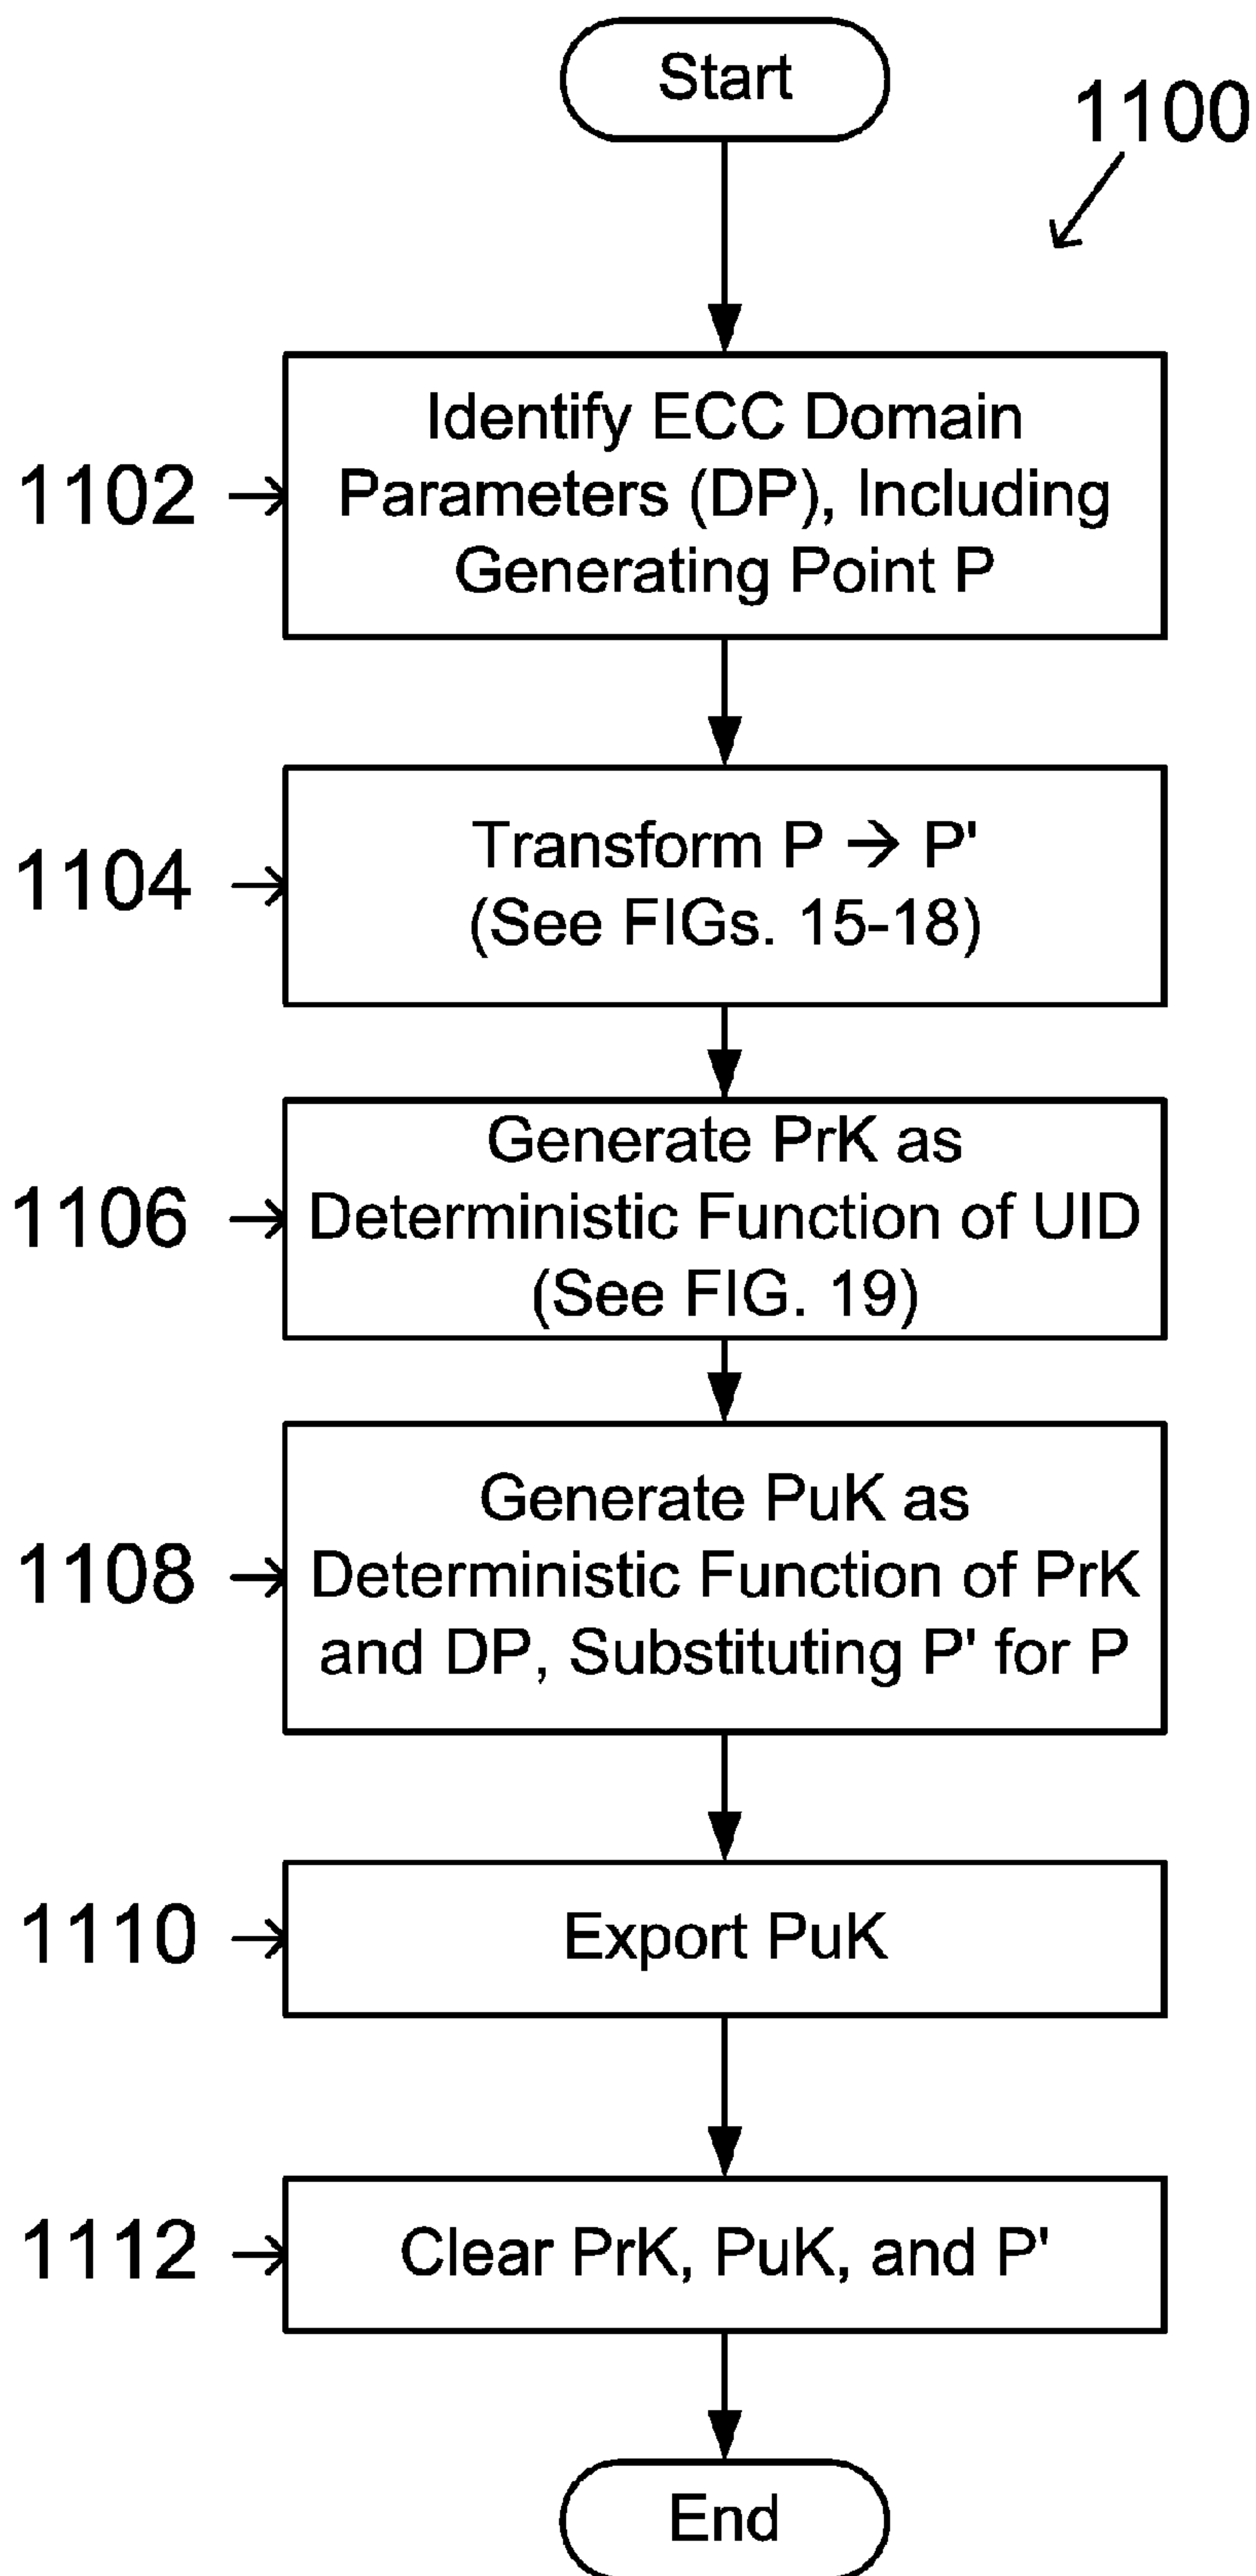 Start
1100
Identify ECC Domain
1102
Parameters (DP), Including
Generating Point P
Transform P → P'
1104
(See FIGs. 15-18)
Generate PrK as
1106
Deterministic Function of UID
(See FIG. 19)
Generate PuK as
1108
Deterministic Function of PrK
and DP, Substituting P' for P
1110
Export PuK
1112
Clear PrK, PuK, and P'
End